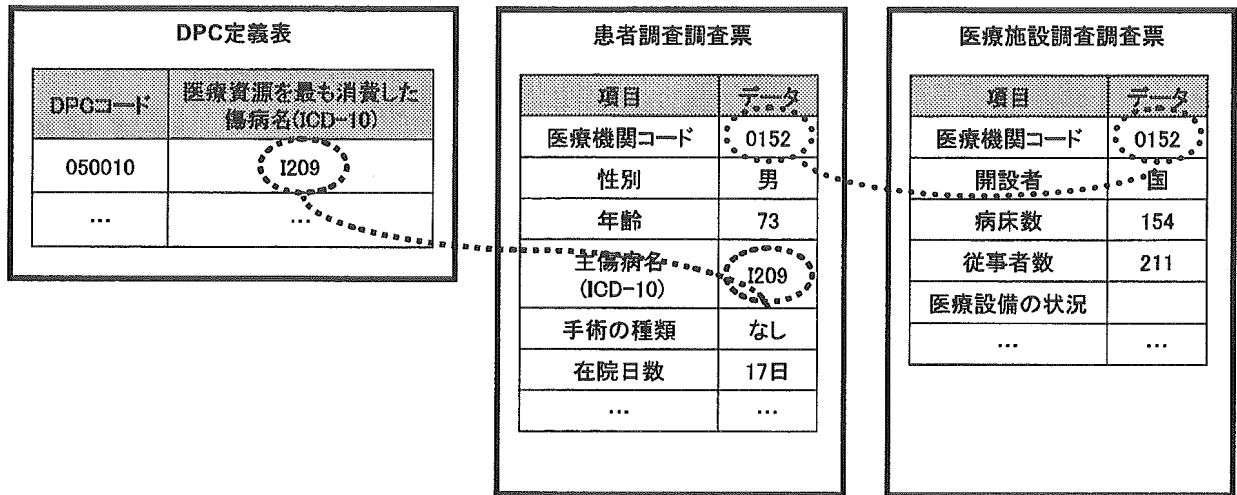 DPC定義表
DPCコード
医療資源を最も消費した
傷病名(ICD-10)
050010
I209
…
…
患者調査調査票
項目
データ
医療機関コード
0152
性別
男
年齢
73
主傷病名
(ICD-10)
I209
手術の種類
なし
在院日数
17日
…
…
医療施設調査調査票
項目
データ
医療機関コード
0152
開設者
国
病床数
154
従事者数
211
医療設備の状況
…
…